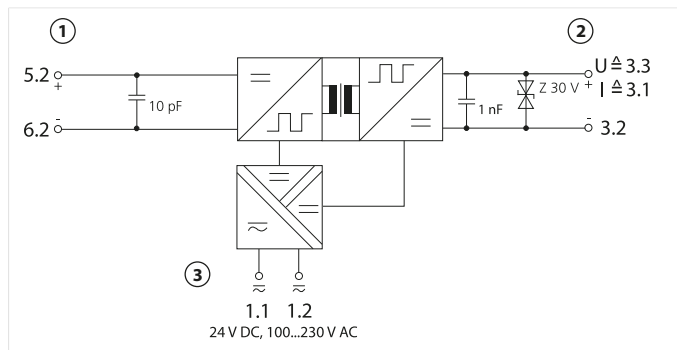 1
2
5.2
+
10 pF
6.2
-
1 nF
Z 30 V
U ≙ 3.3
+
I ≙ 3.1
-
3.2
3
1.1 1.2
24 V DC, 100...230 V AC